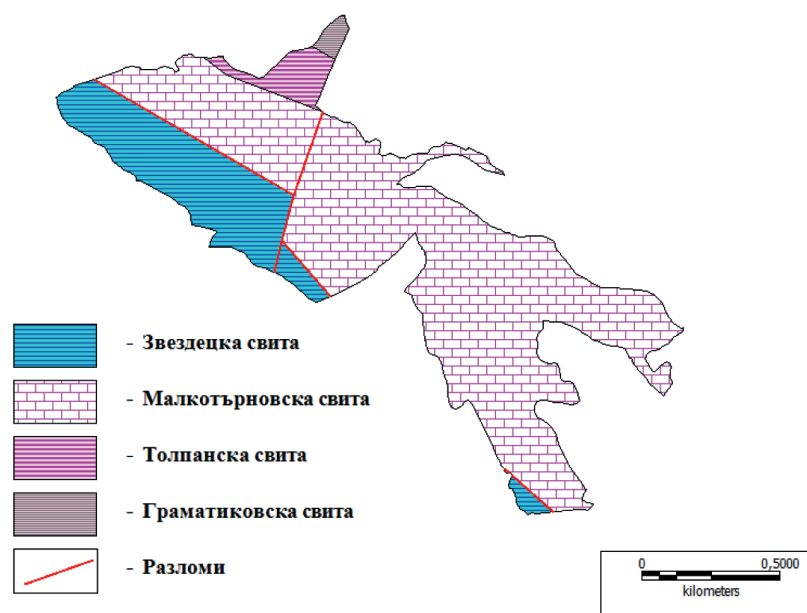 - Звездецка свита
- Малкотърновска свита
- Толпанска свита
- Граматиковска свита
- Разломи
0 0,5000
kilometers